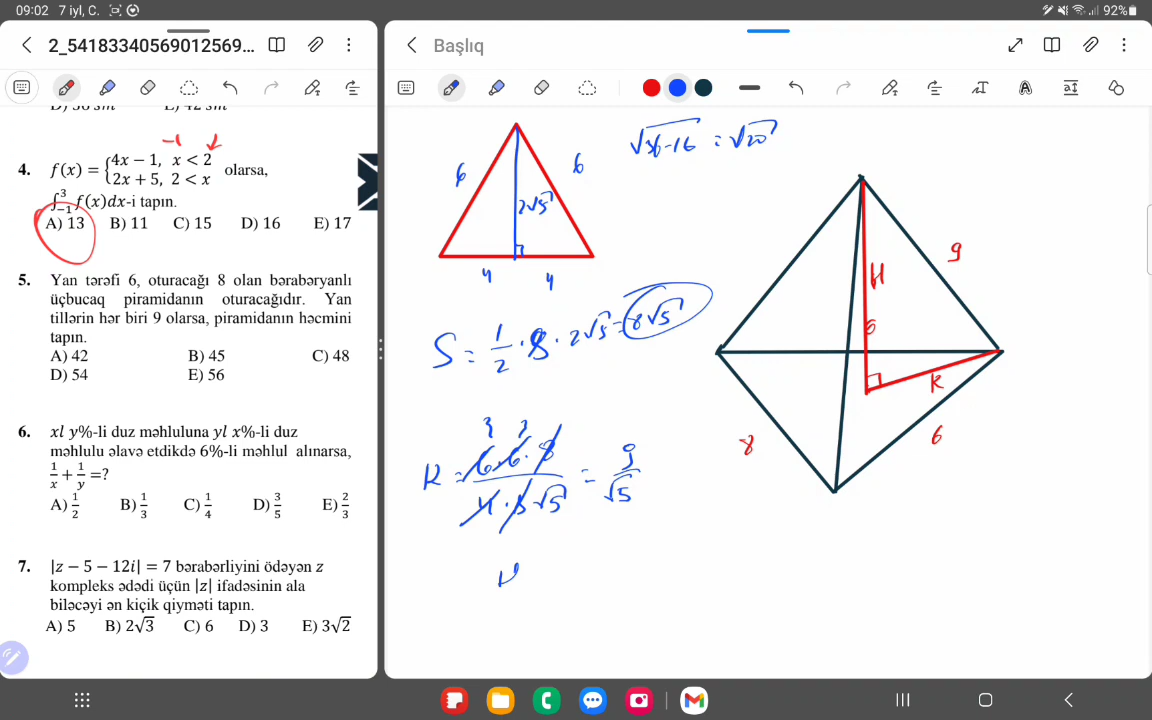 09:02 7 iyl, C. 92%
2_54183340569012569... Başlıq
4. f(x) = {4x − 1, x < 2
2x + 5, 2 < x olarsa,
−1
∫₋₁³ f(x)dx-i tapın.
A) 13 B) 11 C) 15 D) 16 E) 17
5. Yan tərəfi 6, oturacağı 8 olan bərabəryanlı
üçbucaq piramidanın oturacağıdır. Yan
tillərin hər biri 9 olarsa, piramidanın həcmini
tapın.
A) 42 B) 45 C) 48
D) 54 E) 56
6. xl y%-li duz məhluluna yl x%-li duz
məhlulu əlavə etdikdə 6%-li məhlul alınarsa,
1/x + 1/y =?
A) 1/2 B) 1/3 C) 1/4 D) 3/5 E) 2/3
7. |z − 5 − 12i| = 7 bərabərliyini ödəyən z
kompleks ədədi üçün |z| ifadəsinin ala
biləcəyi ən kiçik qiyməti tapın.
A) 5 B) 2√3 C) 6 D) 3 E) 3√2
6 6
2√5
4 4
√36-16 = √20
S = 1/2 · 8 · 2√5 = 8√5
R = 6·6·8 / 4·8√5 = 9/√5
H
9
R
8
6